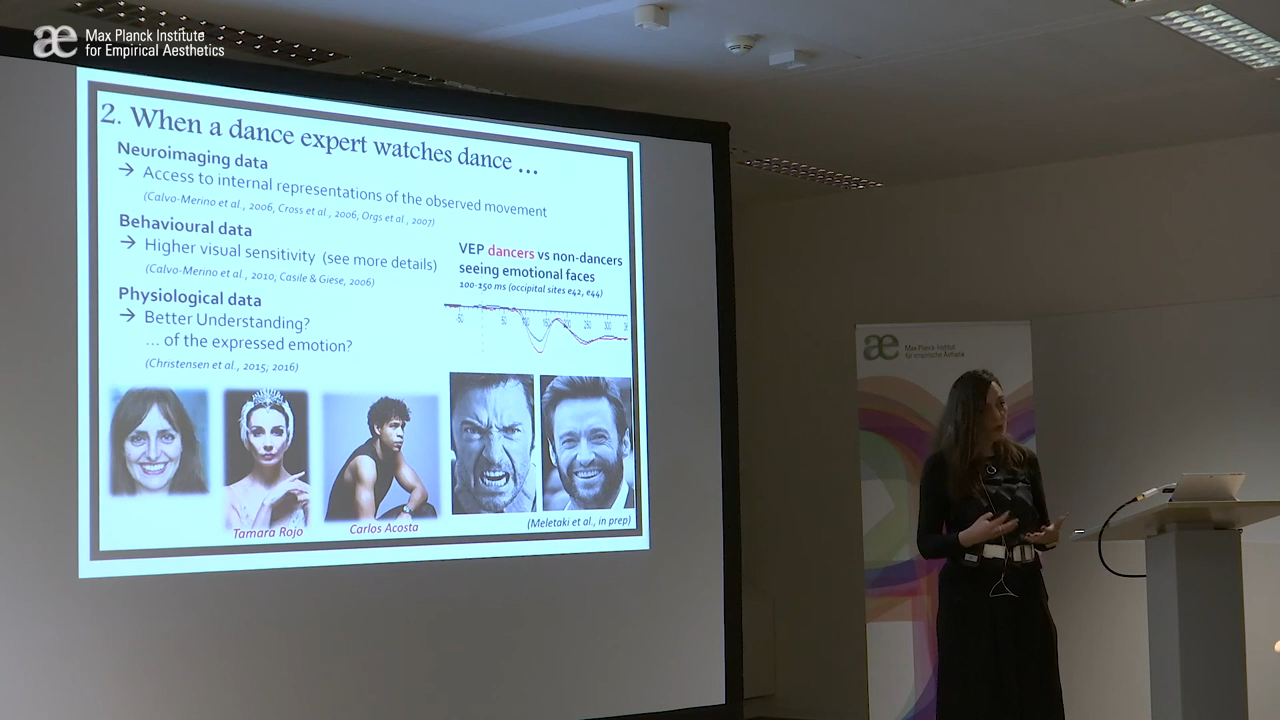 Max Planck Institute
for Empirical Aesthetics
2. When a dance expert watches dance ...
Neuroimaging data
→ Access to internal representations of the observed movement
(Calvo-Merino et al., 2006, Cross et al., 2006, Orgs et al., 2007)
Behavioural data
→ Higher visual sensitivity (see more details)
(Calvo-Merino et al., 2010; Casile & Giese, 2006)
Physiological data
→ Better Understanding?
... of the expressed emotion?
(Christensen et al., 2015; 2016)
VEP dancers vs non-dancers
seeing emotional faces
100-150 ms (occipital sites e42, e44)
Tamara Rojo
Carlos Acosta
(Meletaki et al., in prep)
æ
Max-Planck-Institut
für empirische Ästhetik